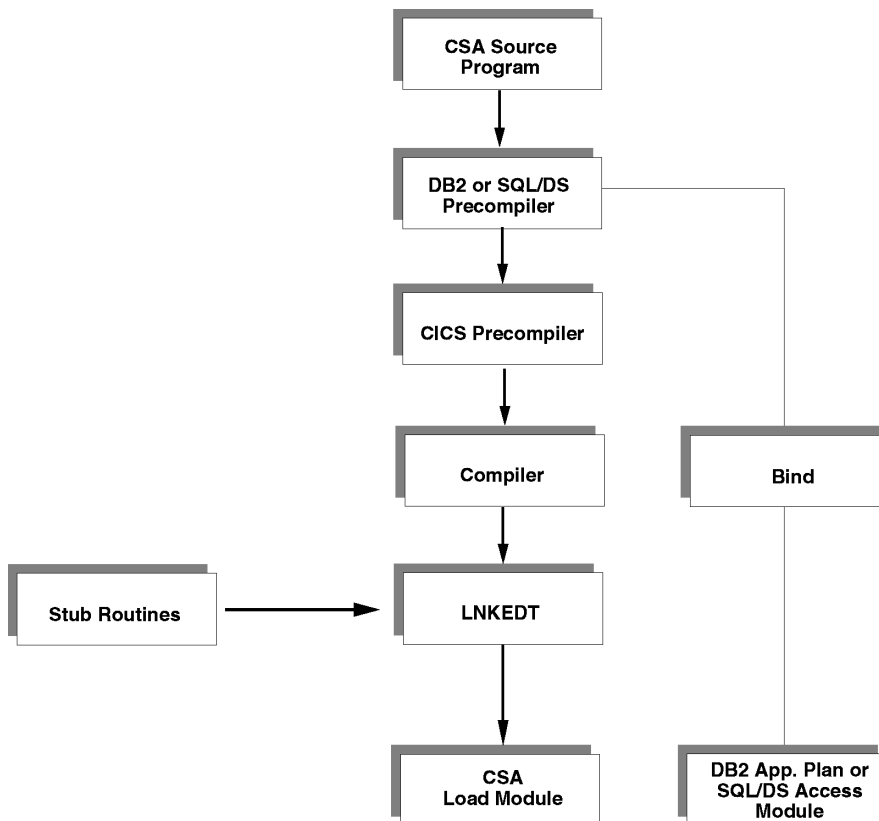 CSA Source
Program
DB2 or SQL/DS
Precompiler
CICS Precompiler
Compiler
Bind
Stub Routines
LNKEDT
CSA
Load Module
DB2 App. Plan or
SQL/DS Access
Module